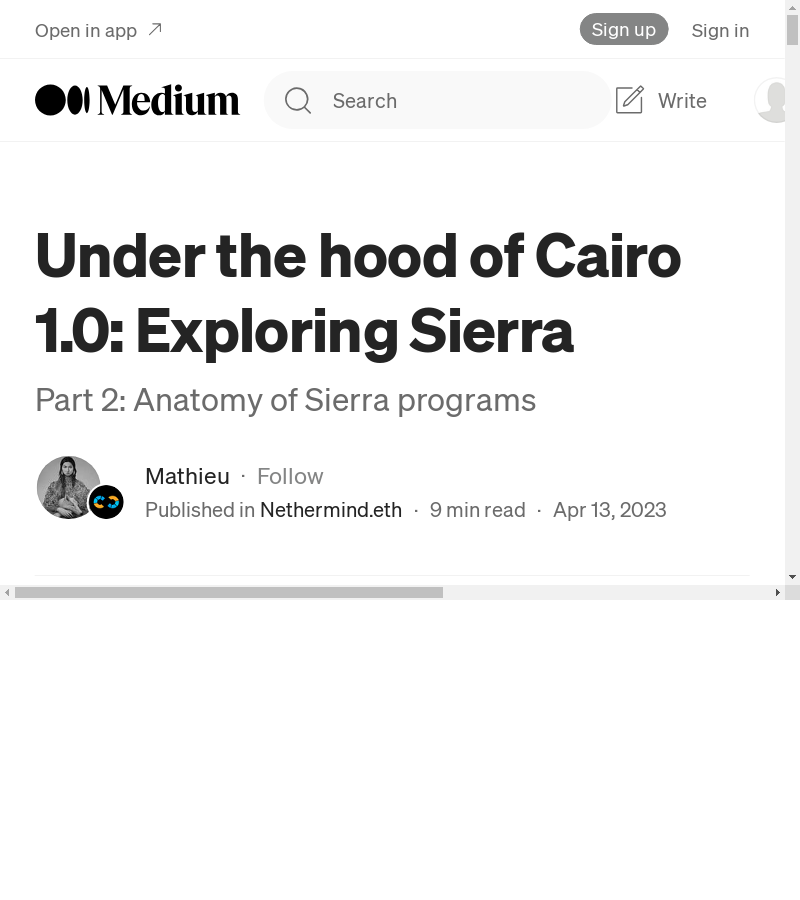 Open in app
Sign up
Sign in
Medium
Search
Write
Under the hood of Cairo
1.0: Exploring Sierra
Part 2: Anatomy of Sierra programs
Mathieu · Follow
Published in Nethermind.eth · 9 min read · Apr 13, 2023